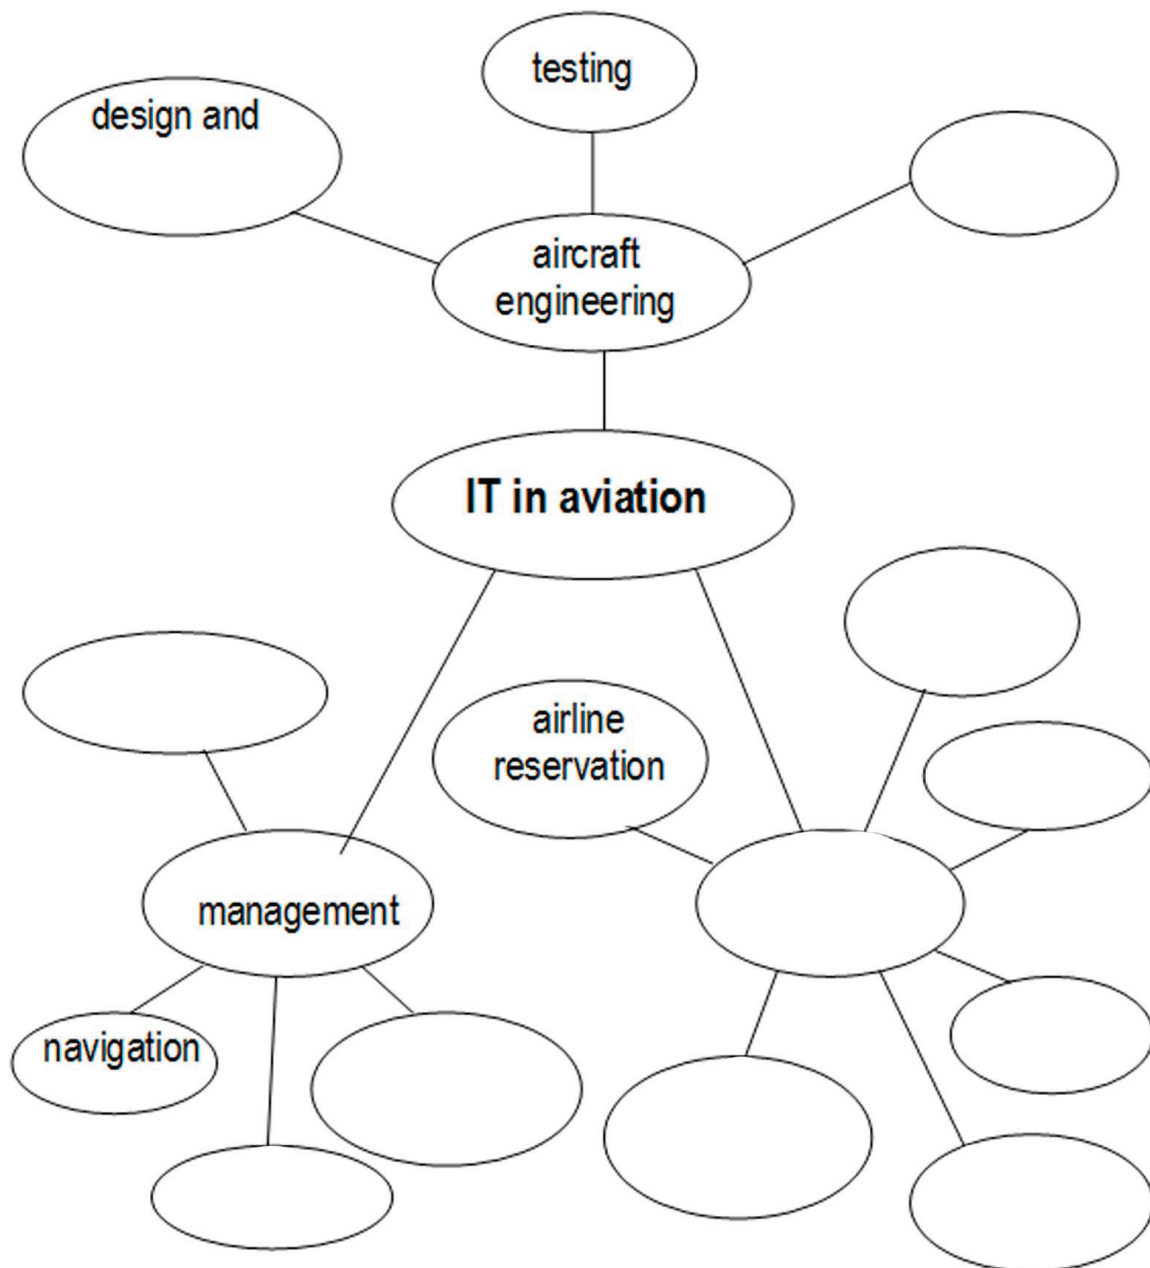 testing
design and
aircraft
engineering
IT in aviation
airline
reservation
management
navigation